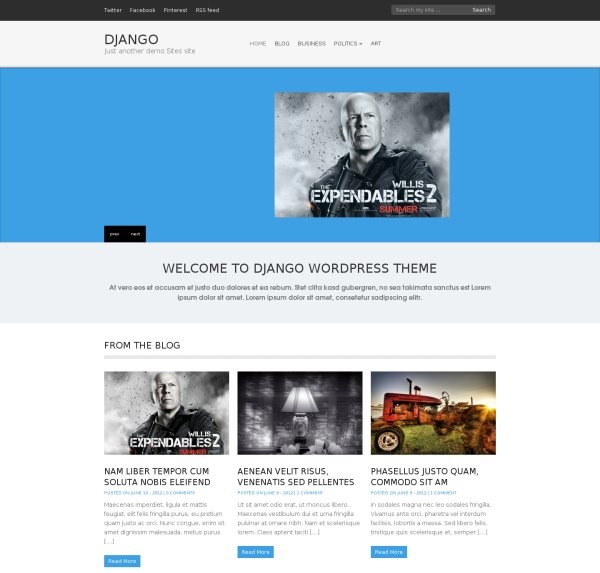 Twitter Facebook Pinterest RSS feed
Search my site ... Search
DJANGO
Just another demo Sites site
HOME BLOG BUSINESS POLITICS » ART
WILLIS
THE EXPENDABLES 2
SUMMER
prev next
WELCOME TO DJANGO WORDPRESS THEME
At vero eos et accusam et justo duo dolores et ea rebum. Stet clita kasd gubergren, no sea takimata sanctus est Lorem
ipsum dolor sit amet. Lorem ipsum dolor sit amet, consetetur sadipscing elitr.
FROM THE BLOG
WILLIS
THE EXPENDABLES 2
SUMMER
NAM LIBER TEMPOR CUM
SOLUTA NOBIS ELEIFEND
POSTED ON JUNE 10 - 2012 | 0 COMMENTS
Maecenas imperdiet, ligula et mattis
feugiat, elit felis fringilla purus, eu pretium
quam justo ac orci. Nunc congue, enim sit
amet dignissim malesuada, metus purus
[...]
Read More
AENEAN VELIT RISUS,
VENENATIS SED PELLENTES
POSTED ON JUNE 9 - 2012 | 1 COMMENT
Ut sit amet odio erat, ut rhoncus libero.
Maecenas vestibulum dui et urna fringilla
pulvinar at ornare nibh. Nam et scelerisque
lorem. Class aptent taciti [...]
Read More
PHASELLUS JUSTO QUAM,
COMMODO SIT AM
POSTED ON JUNE 9 - 2012 | 1 COMMENT
In sodales magna nec leo sodales fringilla.
Vivamus ante orci, pharetra vel interdum
facilisis, lobortis a massa. Sed libero felis,
tristique quis scelerisque et, semper [...]
Read More